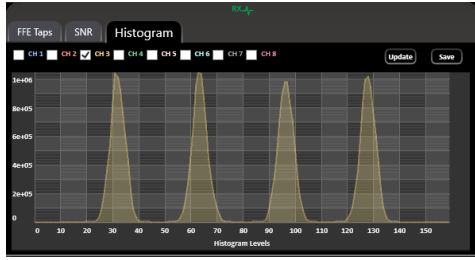 RX
FFE Taps SNR Histogram
CH 1 CH 2 CH 3 CH 4 CH 5 CH 6 CH 7 CH 8 Update Save
1e+06
8e+05
6e+05
4e+05
2e+05
0
0 10 20 30 40 50 60 70 80 90 100 110 120 130 140 150
Histogram Levels